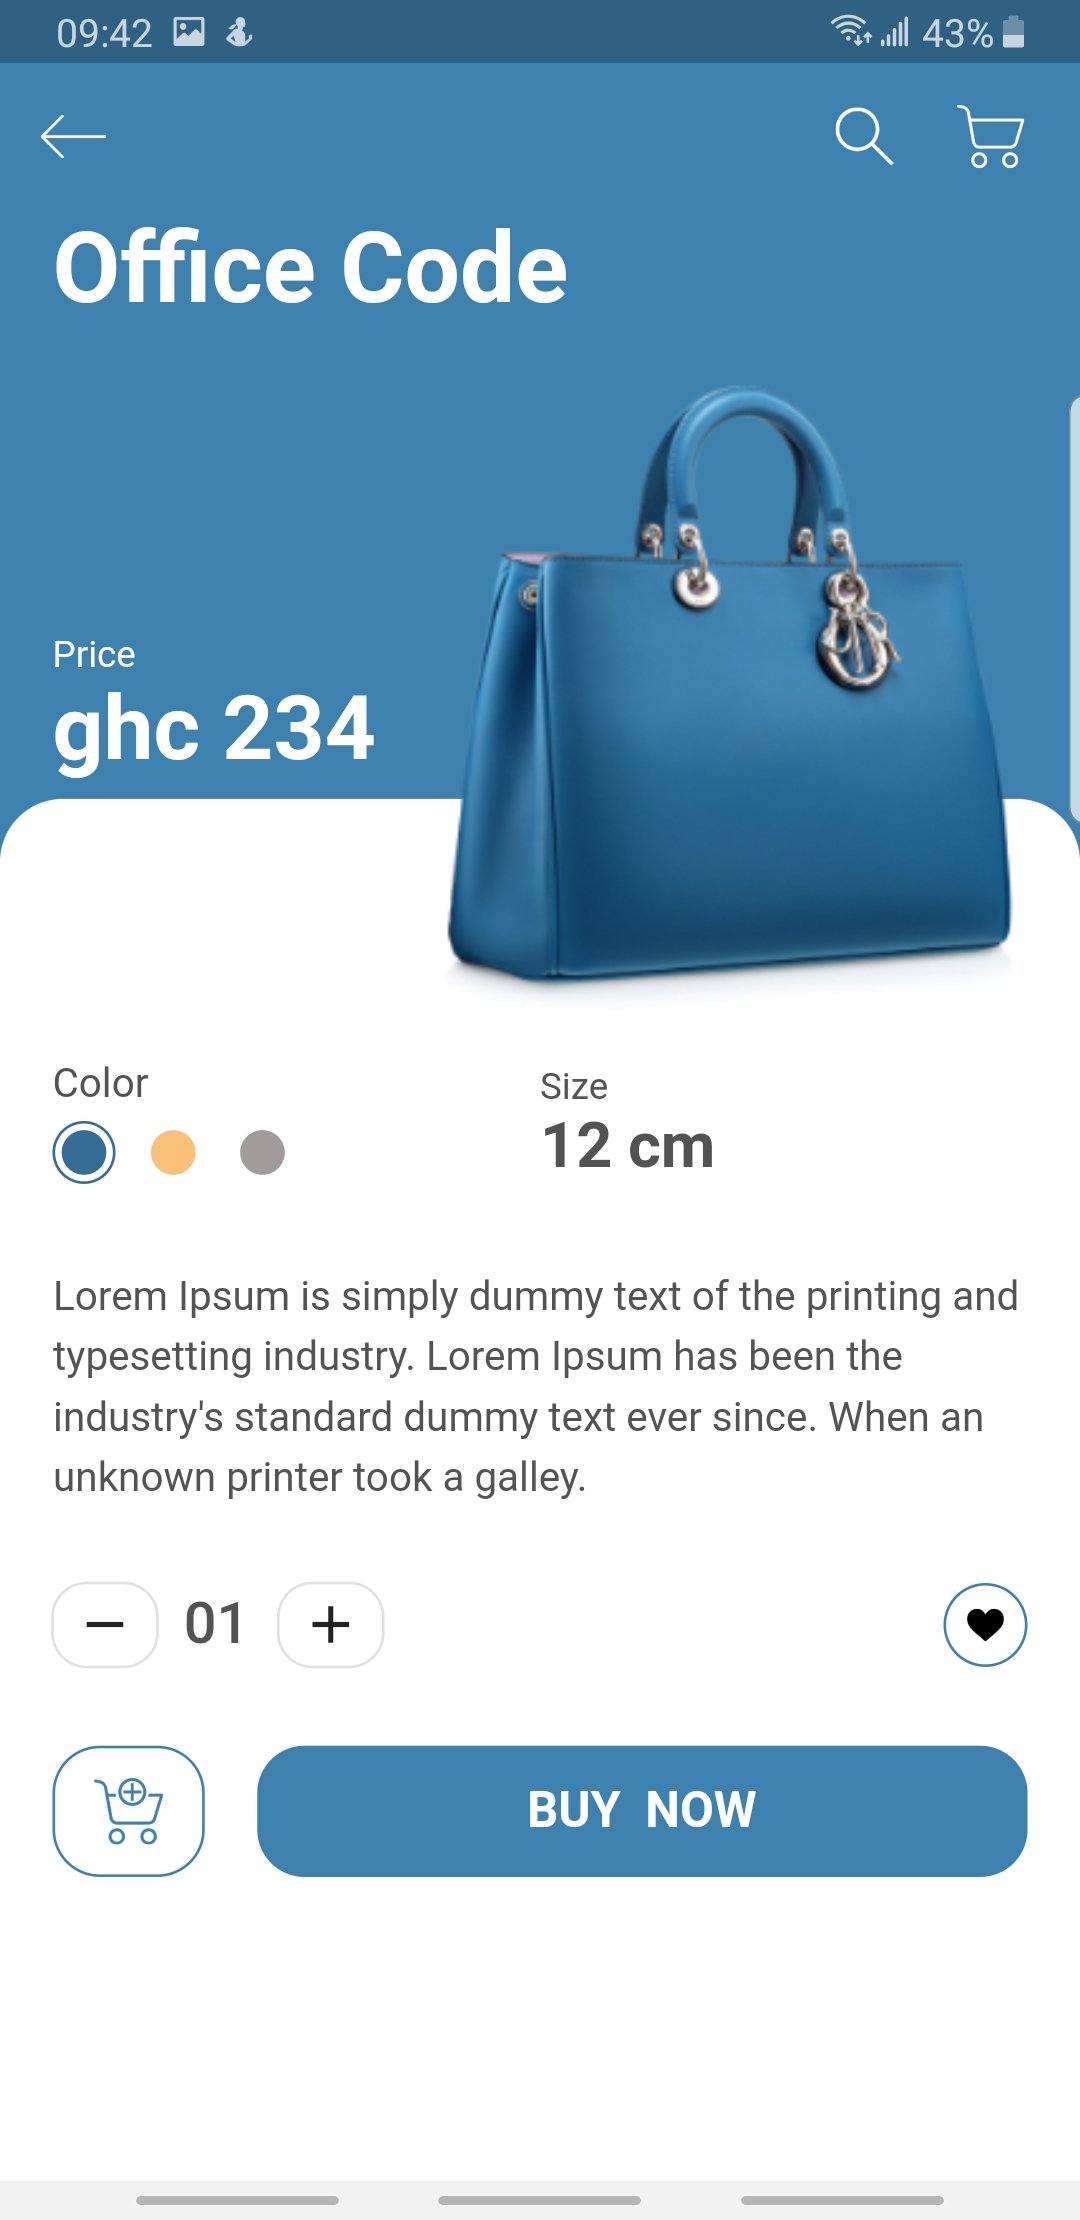 09:42
43%
Office Code
Price
ghc 234
Color
Size
12 cm
Lorem Ipsum is simply dummy text of the printing and
typesetting industry. Lorem Ipsum has been the
industry's standard dummy text ever since. When an
unknown printer took a galley.
01
BUY NOW